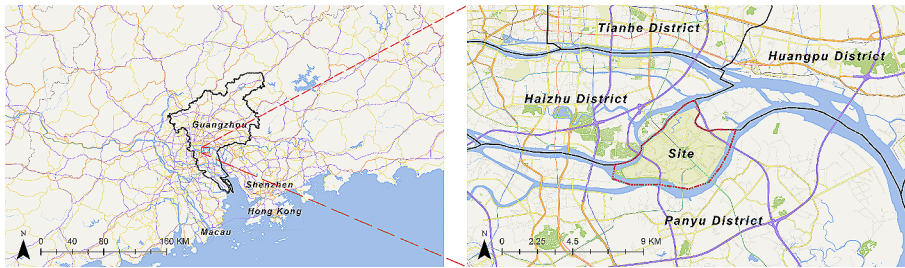 Guangzhou
Shenzhen
Hong Kong
Macau
0 40 80 160 KM
Tianhe District
Huangpu District
Haizhu District
Site
Panyu District
0 2.25 4.5 9 KM